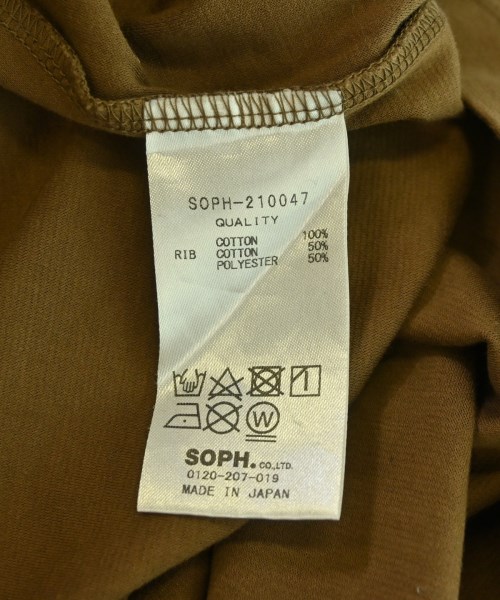 SOPH-210047
QUALITY
COTTON 100%
RIB COTTON 50%
POLYESTER 50%
W
SOPH. CO.,LTD.
0120-207-019
MADE IN JAPAN